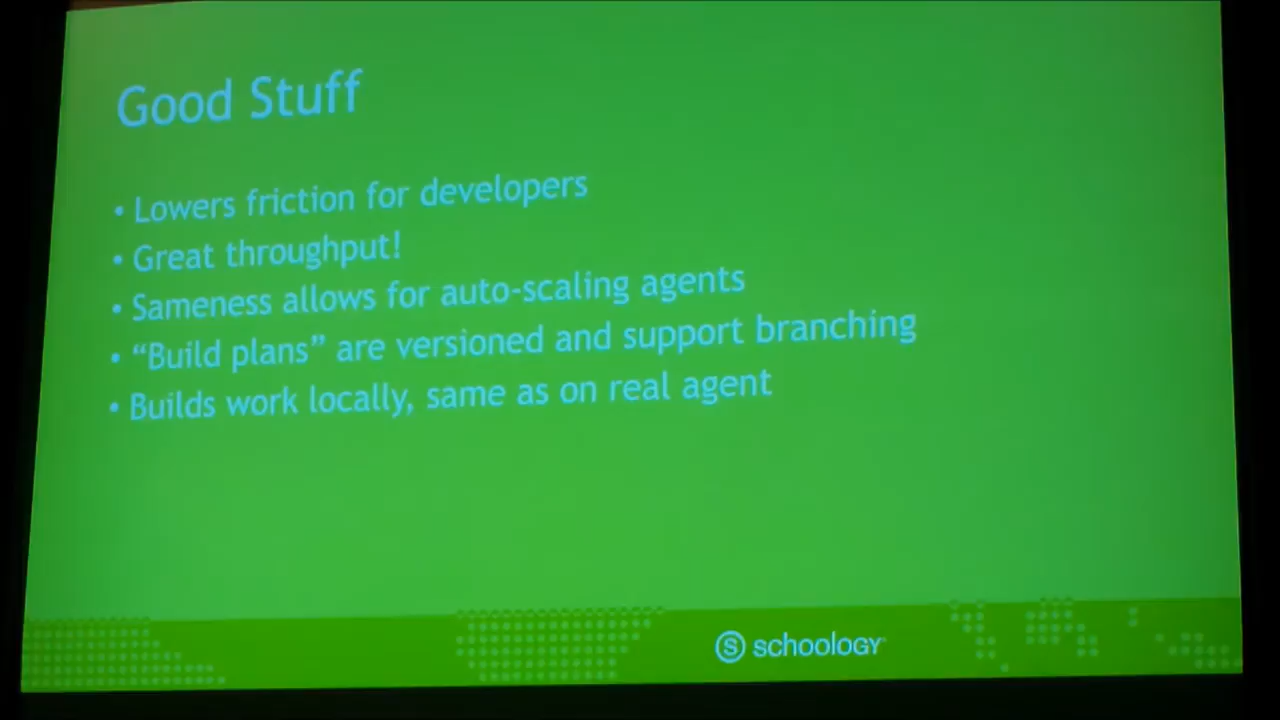 Good Stuff
• Lowers friction for developers
• Great throughput!
• Sameness allows for auto-scaling agents
• “Build plans” are versioned and support branching
• Builds work locally, same as on real agent
S schoology